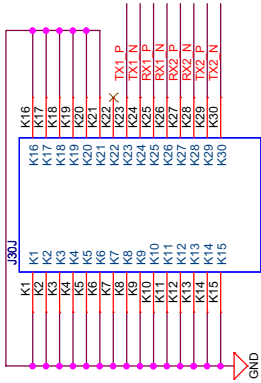 TX1_P
TX1_N
RX1_P
RX1_N
RX2_P
RX2_N
TX2_P
TX2_N
K16
K17
K18
K19
K20
K21
K22
K23
K24
K25
K26
K27
K28
K29
K30
J30J
K16
K17
K18
K19
K20
K21
K22
K23
K24
K25
K26
K27
K28
K29
K30
K1
K2
K3
K4
K5
K6
K7
K8
K9
K10
K11
K12
K13
K14
K15
K1
K2
K3
K4
K5
K6
K7
K8
K9
K10
K11
K12
K13
K14
K15
GND